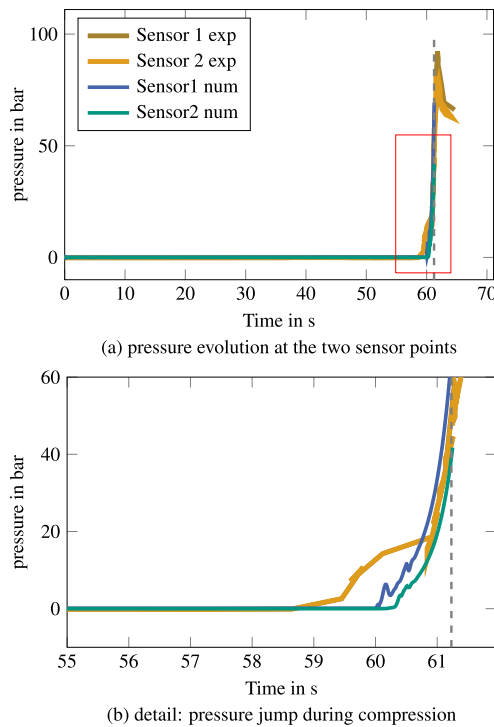 100
50
0
pressure in bar
Sensor 1 exp
Sensor 2 exp
Sensor1 num
Sensor2 num
0 10 20 30 40 50 60 70
Time in s
(a) pressure evolution at the two sensor points
60
40
20
0
pressure in bar
55 56 57 58 59 60 61
Time in s
(b) detail: pressure jump during compression